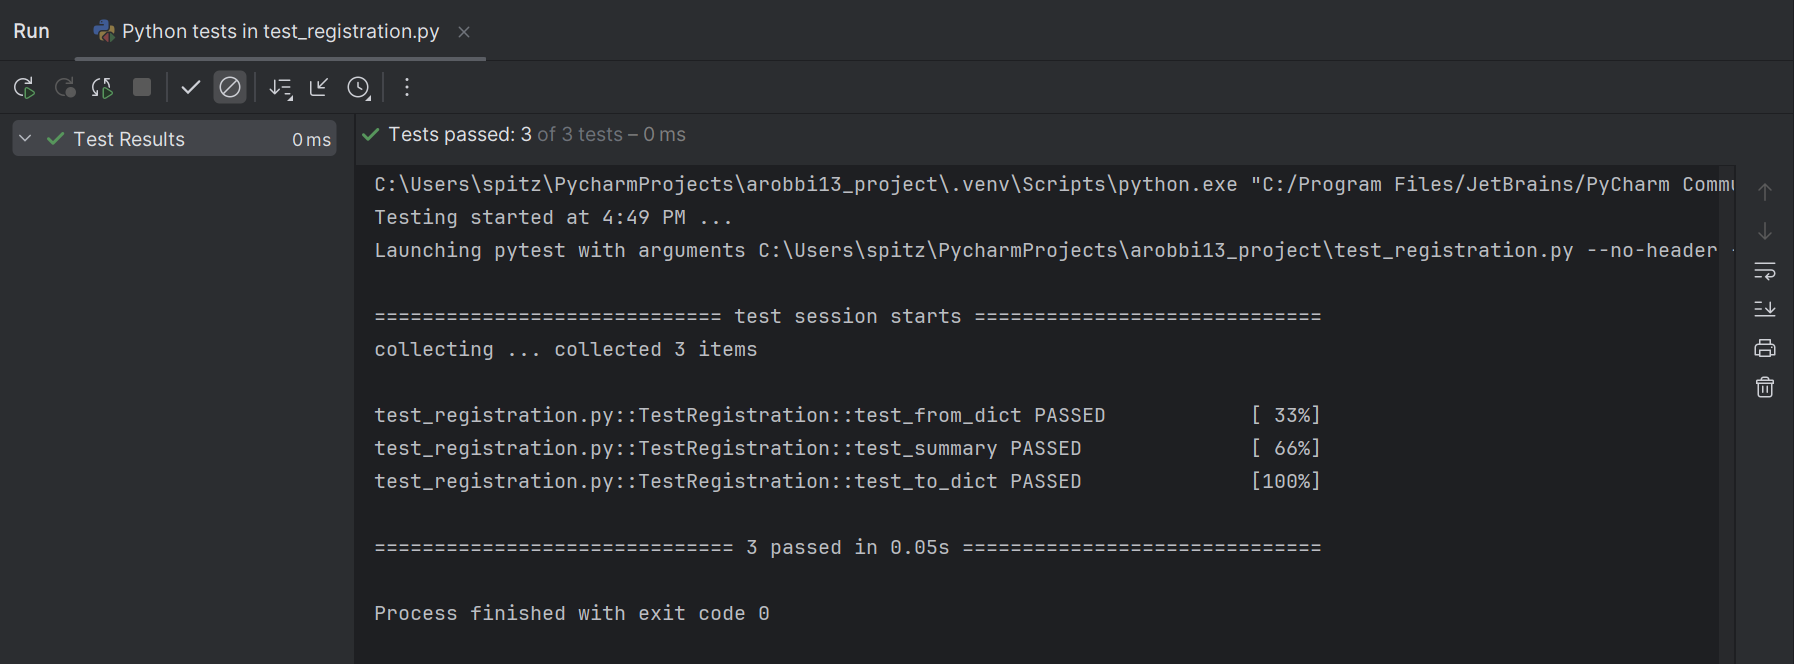 Run
Python tests in test_registration.py
Test Results 0 ms
Tests passed: 3 of 3 tests – 0 ms
C:\Users\spitz\PycharmProjects\arobbi13_project\.venv\Scripts\python.exe "C:/Program Files/JetBrains/PyCharm Comm
Testing started at 4:49 PM ...
Launching pytest with arguments C:\Users\spitz\PycharmProjects\arobbi13_project\test_registration.py --no-header -
============================= test session starts =============================
collecting ... collected 3 items
test_registration.py::TestRegistration::test_from_dict PASSED            [ 33%]
test_registration.py::TestRegistration::test_summary PASSED              [ 66%]
test_registration.py::TestRegistration::test_to_dict PASSED              [100%]
============================== 3 passed in 0.05s ==============================
Process finished with exit code 0